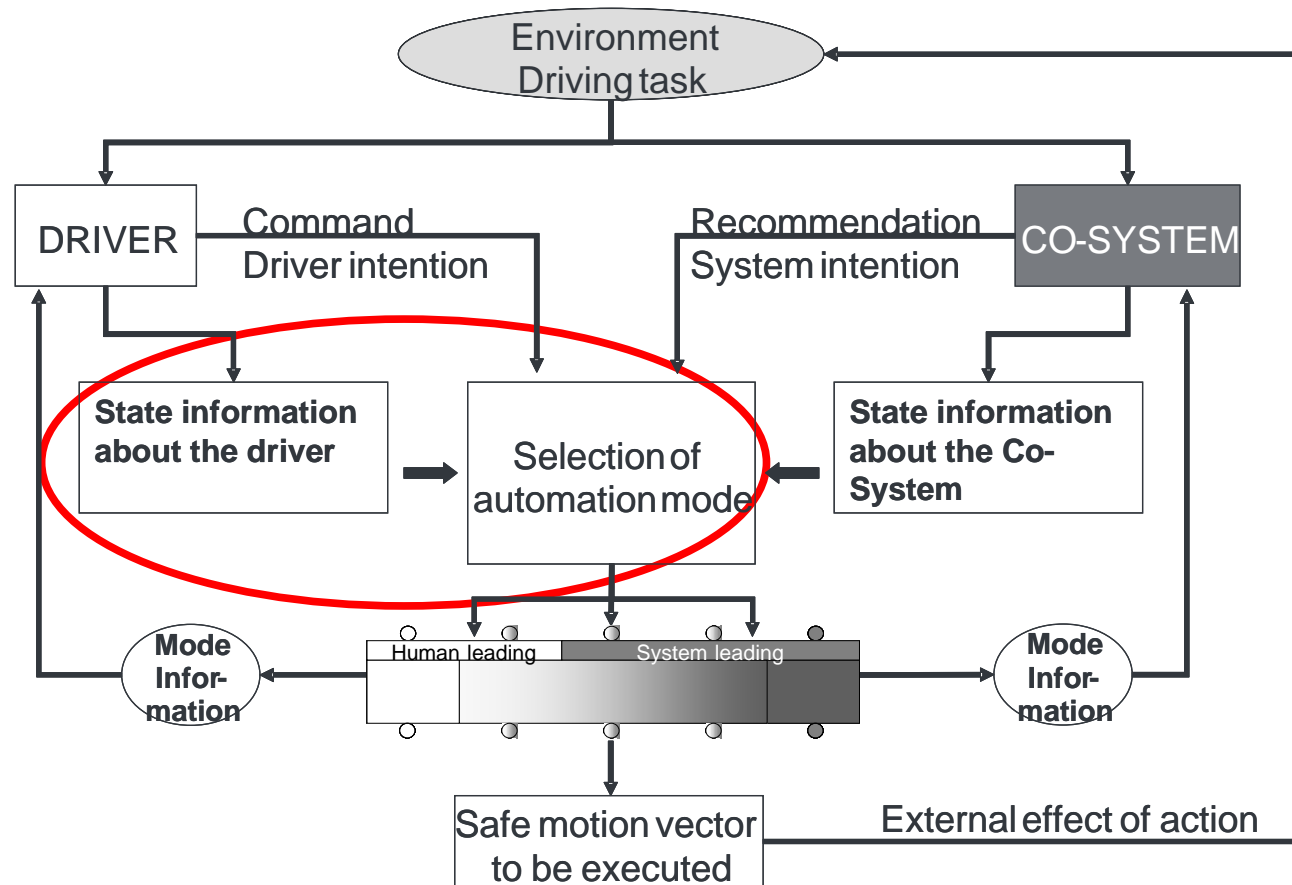 Environment
Driving task
DRIVER
Command
Driver intention
Recommendation
System intention
CO-SYSTEM
State information
about the driver
Selection of
automation mode
State information
about the Co-
System
Mode
Infor-
mation
Human leading
System leading
Mode
Infor-
mation
Safe motion vector
to be executed
External effect of action